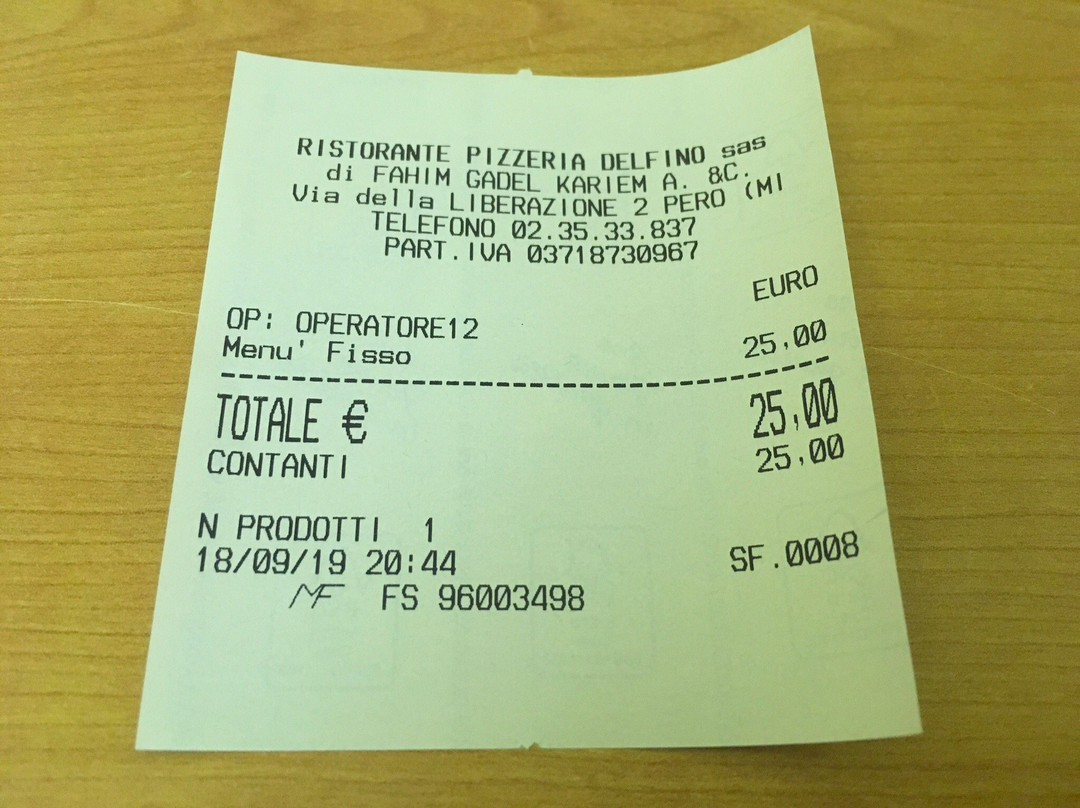 RISTORANTE PIZZERIA DELFINO sas
di FAHIM GADEL KARIEM A. &C.
Via della LIBERAZIONE 2 PERO (MI
TELEFONO 02.35.33.837
PART.IVA 03718730967
EURO
OP: OPERATORE12
Menu' Fisso 25,00
TOTALE € 25,00
CONTANTI 25,00
N PRODOTTI 1
18/09/19 20:44 SF.0008
MF FS 96003498